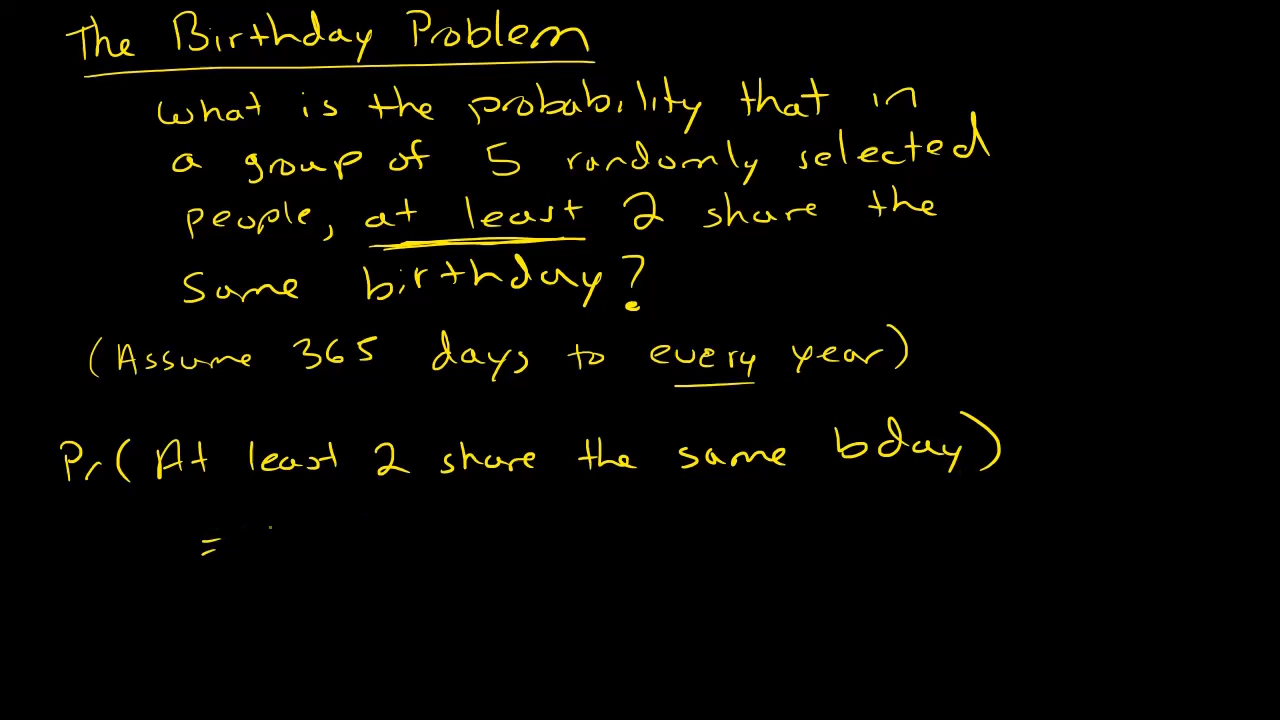 The Birthday Problem
What is the probability that in
a group of 5 randomly selected
people, at least 2 share the
same birthday?
(Assume 365 days to every year)
Pr(At least 2 share the same bday)
=